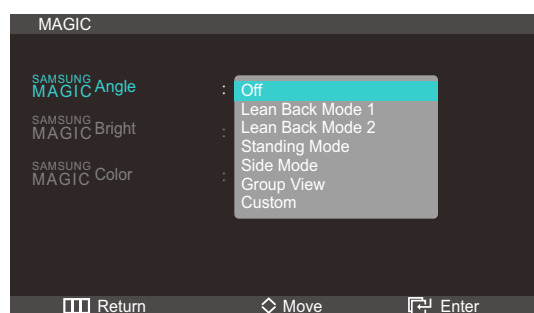 MAGIC
SAMSUNG
MAGIC Angle
:
Off
Lean Back Mode 1
Lean Back Mode 2
Standing Mode
Side Mode
Group View
Custom
SAMSUNG
MAGIC Bright
:
SAMSUNG
MAGIC Color
:
Return
Move
Enter